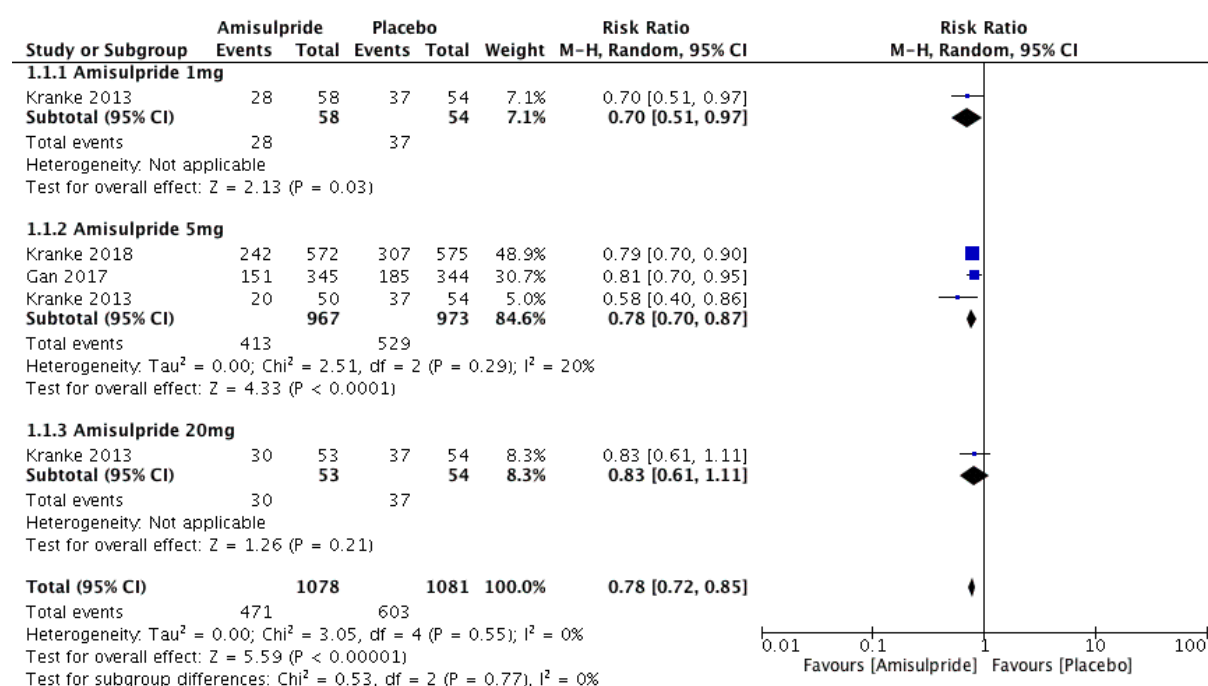 Amisulpride Placebo Risk Ratio Risk Ratio
Study or Subgroup Events Total Events Total Weight M-H, Random, 95% CI M-H, Random, 95% CI
1.1.1 Amisulpride 1mg
Kranke 2013 28 58 37 54 7.1% 0.70 [0.51, 0.97]
Subtotal (95% CI) 58 54 7.1% 0.70 [0.51, 0.97]
Total events 28 37
Heterogeneity: Not applicable
Test for overall effect: Z = 2.13 (P = 0.03)
1.1.2 Amisulpride 5mg
Kranke 2018 242 572 307 575 48.9% 0.79 [0.70, 0.90]
Gan 2017 151 345 185 344 30.7% 0.81 [0.70, 0.95]
Kranke 2013 20 50 37 54 5.0% 0.58 [0.40, 0.86]
Subtotal (95% CI) 967 973 84.6% 0.78 [0.70, 0.87]
Total events 413 529
Heterogeneity: Tau² = 0.00; Chi² = 2.51, df = 2 (P = 0.29); I² = 20%
Test for overall effect: Z = 4.33 (P < 0.0001)
1.1.3 Amisulpride 20mg
Kranke 2013 30 53 37 54 8.3% 0.83 [0.61, 1.11]
Subtotal (95% CI) 53 54 8.3% 0.83 [0.61, 1.11]
Total events 30 37
Heterogeneity: Not applicable
Test for overall effect: Z = 1.26 (P = 0.21)
Total (95% CI) 1078 1081 100.0% 0.78 [0.72, 0.85]
Total events 471 603
Heterogeneity: Tau² = 0.00; Chi² = 3.05, df = 4 (P = 0.55); I² = 0%
Test for overall effect: Z = 5.59 (P < 0.00001)
Test for subgroup differences: Chi² = 0.53, df = 2 (P = 0.77), I² = 0%
0.01 0.1 1 10 100
Favours [Amisulpride] Favours [Placebo]